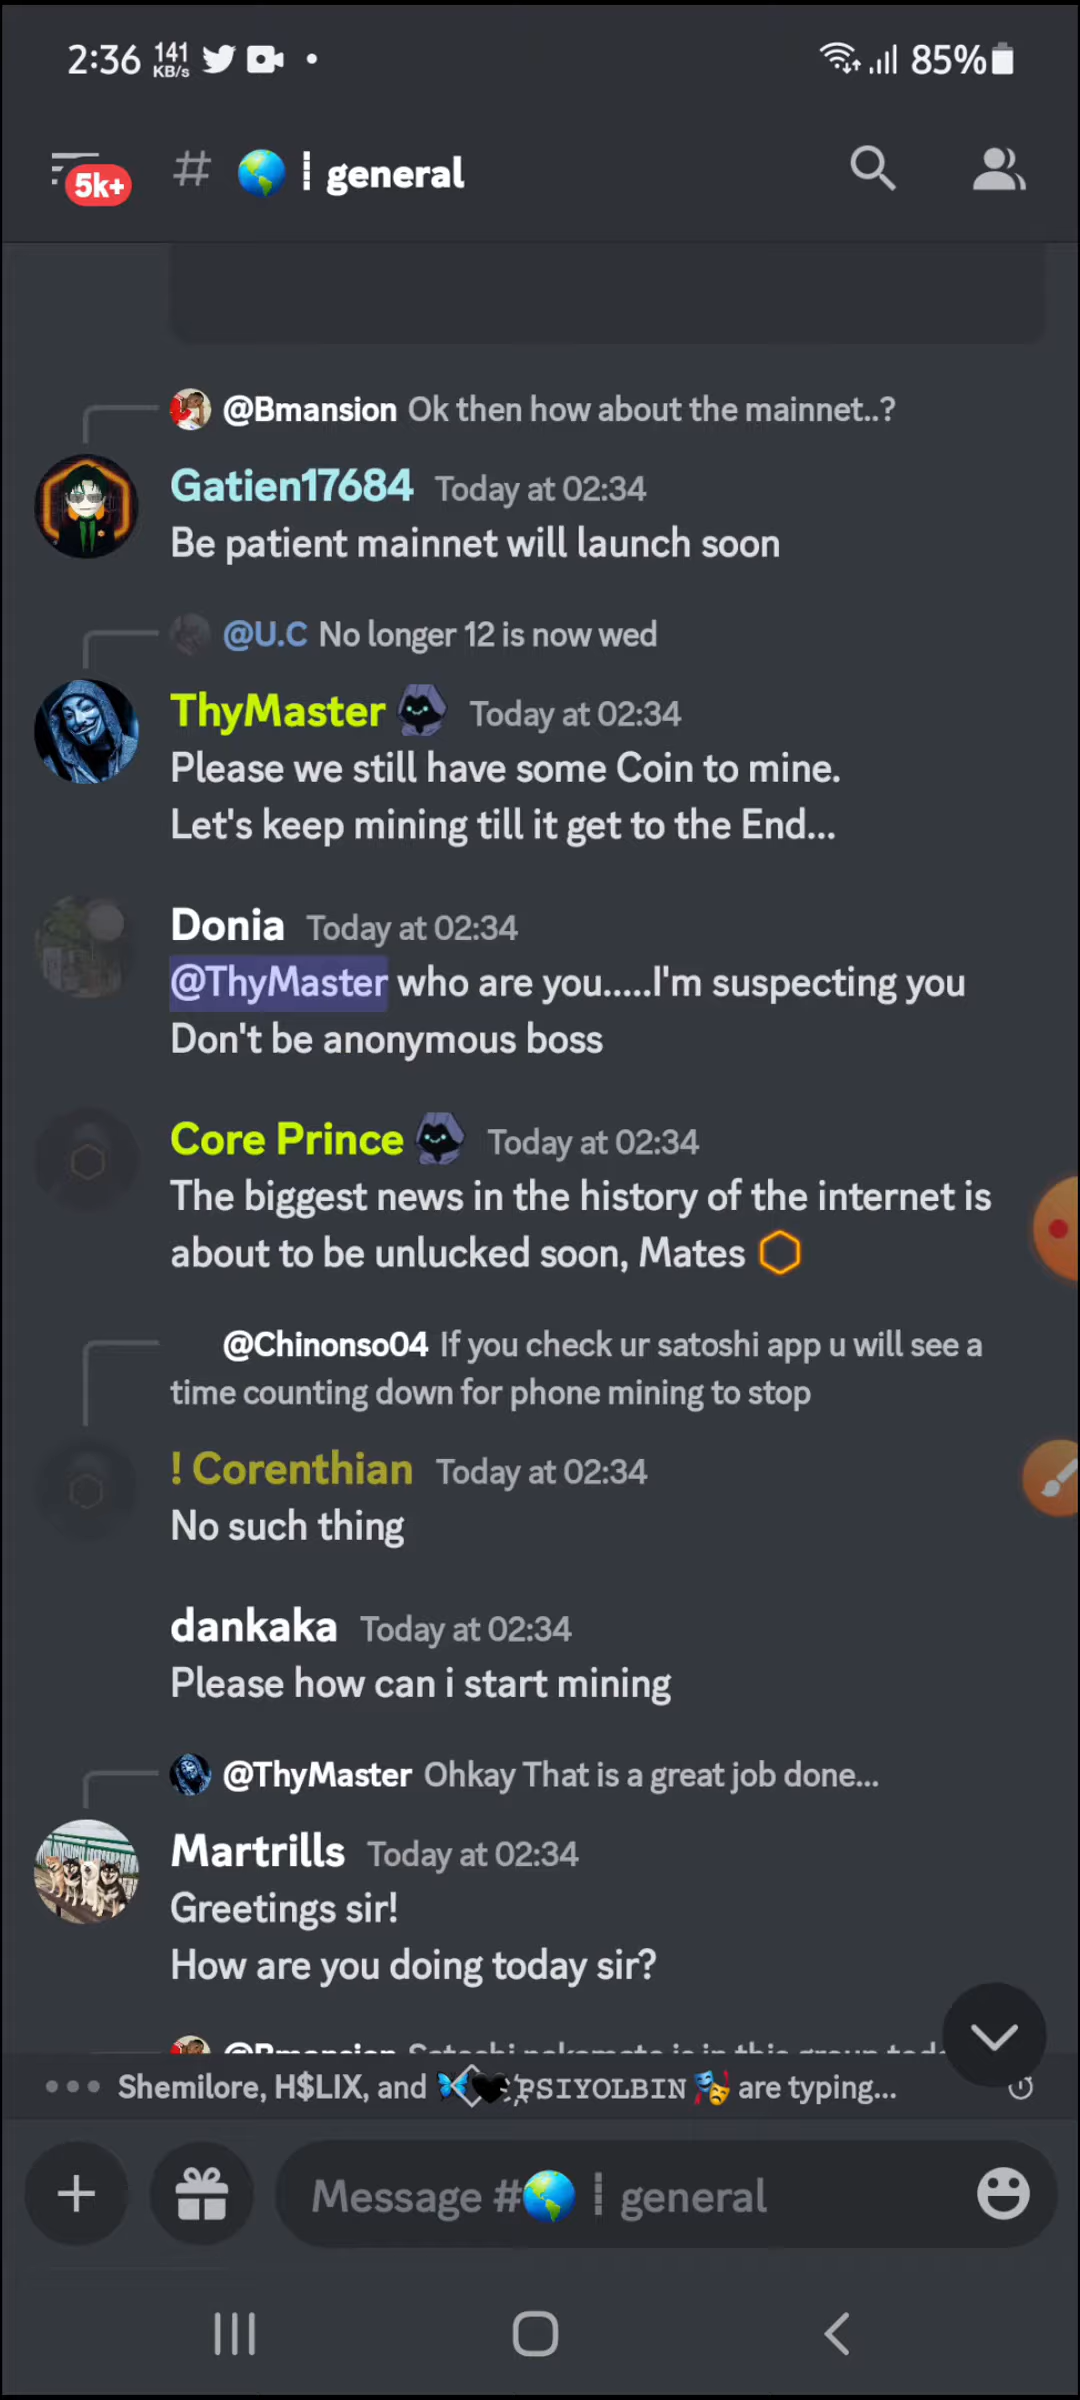 2:36 141 KB/s 85%
5k+ # general
@Bmansion Ok then how about the mainnet..?
Gatien17684 Today at 02:34
Be patient mainnet will launch soon
@U.C No longer 12 is now wed
ThyMaster Today at 02:34
Please we still have some Coin to mine.
Let's keep mining till it get to the End...
Donia Today at 02:34
@ThyMaster who are you.....I'm suspecting you
Don't be anonymous boss
Core Prince Today at 02:34
The biggest news in the history of the internet is
about to be unlucked soon, Mates
@Chinonso04 If you check ur satoshi app u will see a
time counting down for phone mining to stop
! Corenthian Today at 02:34
No such thing
dankaka Today at 02:34
Please how can i start mining
@ThyMaster Ohkay That is a great job done...
Martrills Today at 02:34
Greetings sir!
How are you doing today sir?
@Bmansion Satoshi nakamoto is in this group
Shemilore, H$LIX, and PSIYOLBIN are typing...
Message # general